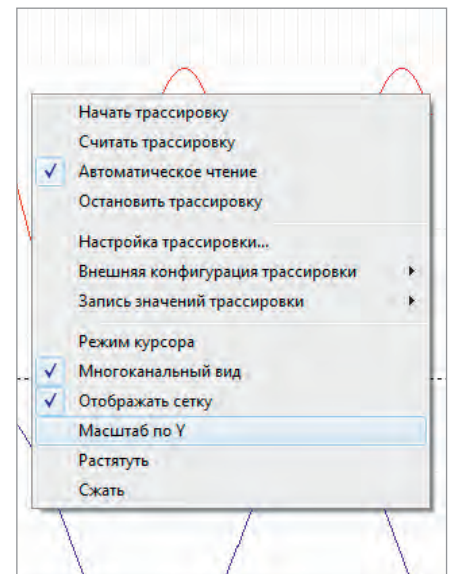 Начать трассировку
Считать трассировку
Автоматическое чтение
Остановить трассировку
Настройка трассировки...
Внешняя конфигурация трассировки
Запись значений трассировки
Режим курсора
Многоканальный вид
Отображать сетку
Масштаб по Y
Растятуть
Сжать